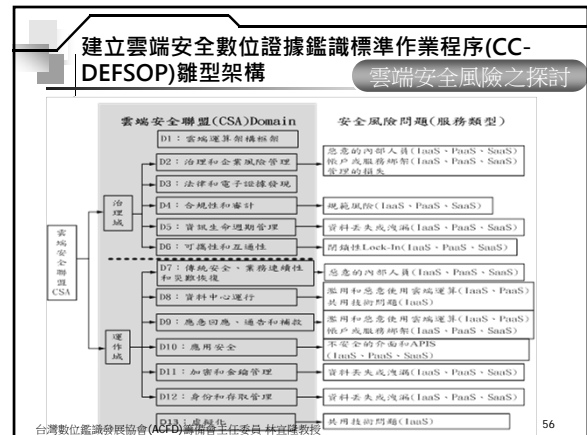 建立雲端安全數位證據鑑識標準作業程序(CC-
DEFSOP)雛型架構
雲端安全風險之探討
雲端安全聯盟(CSA)Domain
安全風險問題(服務類型)
D1：雲端運算架構框架
D2：治理和企業風險管理
惡意的內部人員(IaaS、PaaS、SaaS)
帳戶或服務綁架(IaaS、PaaS、SaaS)
管理的損失
D3：法律和電子證據發現
治理域
D4：合規性和審計
規範風險(IaaS、PaaS、SaaS)
D5：資訊生命週期管理
資料丟失或洩漏(IaaS、PaaS、SaaS)
D6：可攜性和互通性
閉鎖性Lock-In(IaaS、PaaS、SaaS)
雲端安全聯盟CSA
D7：傳統安全、業務連續性
和災難恢復
惡意的內部人員(IaaS、PaaS、SaaS)
D8：資料中心運行
濫用和惡意使用雲端運算(IaaS、PaaS)
共用技術問題(IaaS)
D9：應急回應、通告和補救
濫用和惡意使用雲端運算(IaaS、PaaS)
帳戶或服務綁架(IaaS、PaaS、SaaS)
運作域
D10：應用安全
不安全的介面和APIS
(IaaS、PaaS、SaaS)
D11：加密和金鑰管理
資料丟失或洩漏(IaaS、PaaS、SaaS)
D12：身份和存取管理
資料丟失或洩漏(IaaS、PaaS、SaaS)
D13：虛擬化
共用技術問題(IaaS)
台灣數位鑑識發展協會(ACFD)籌備會主任委員 林宜隆教授
56